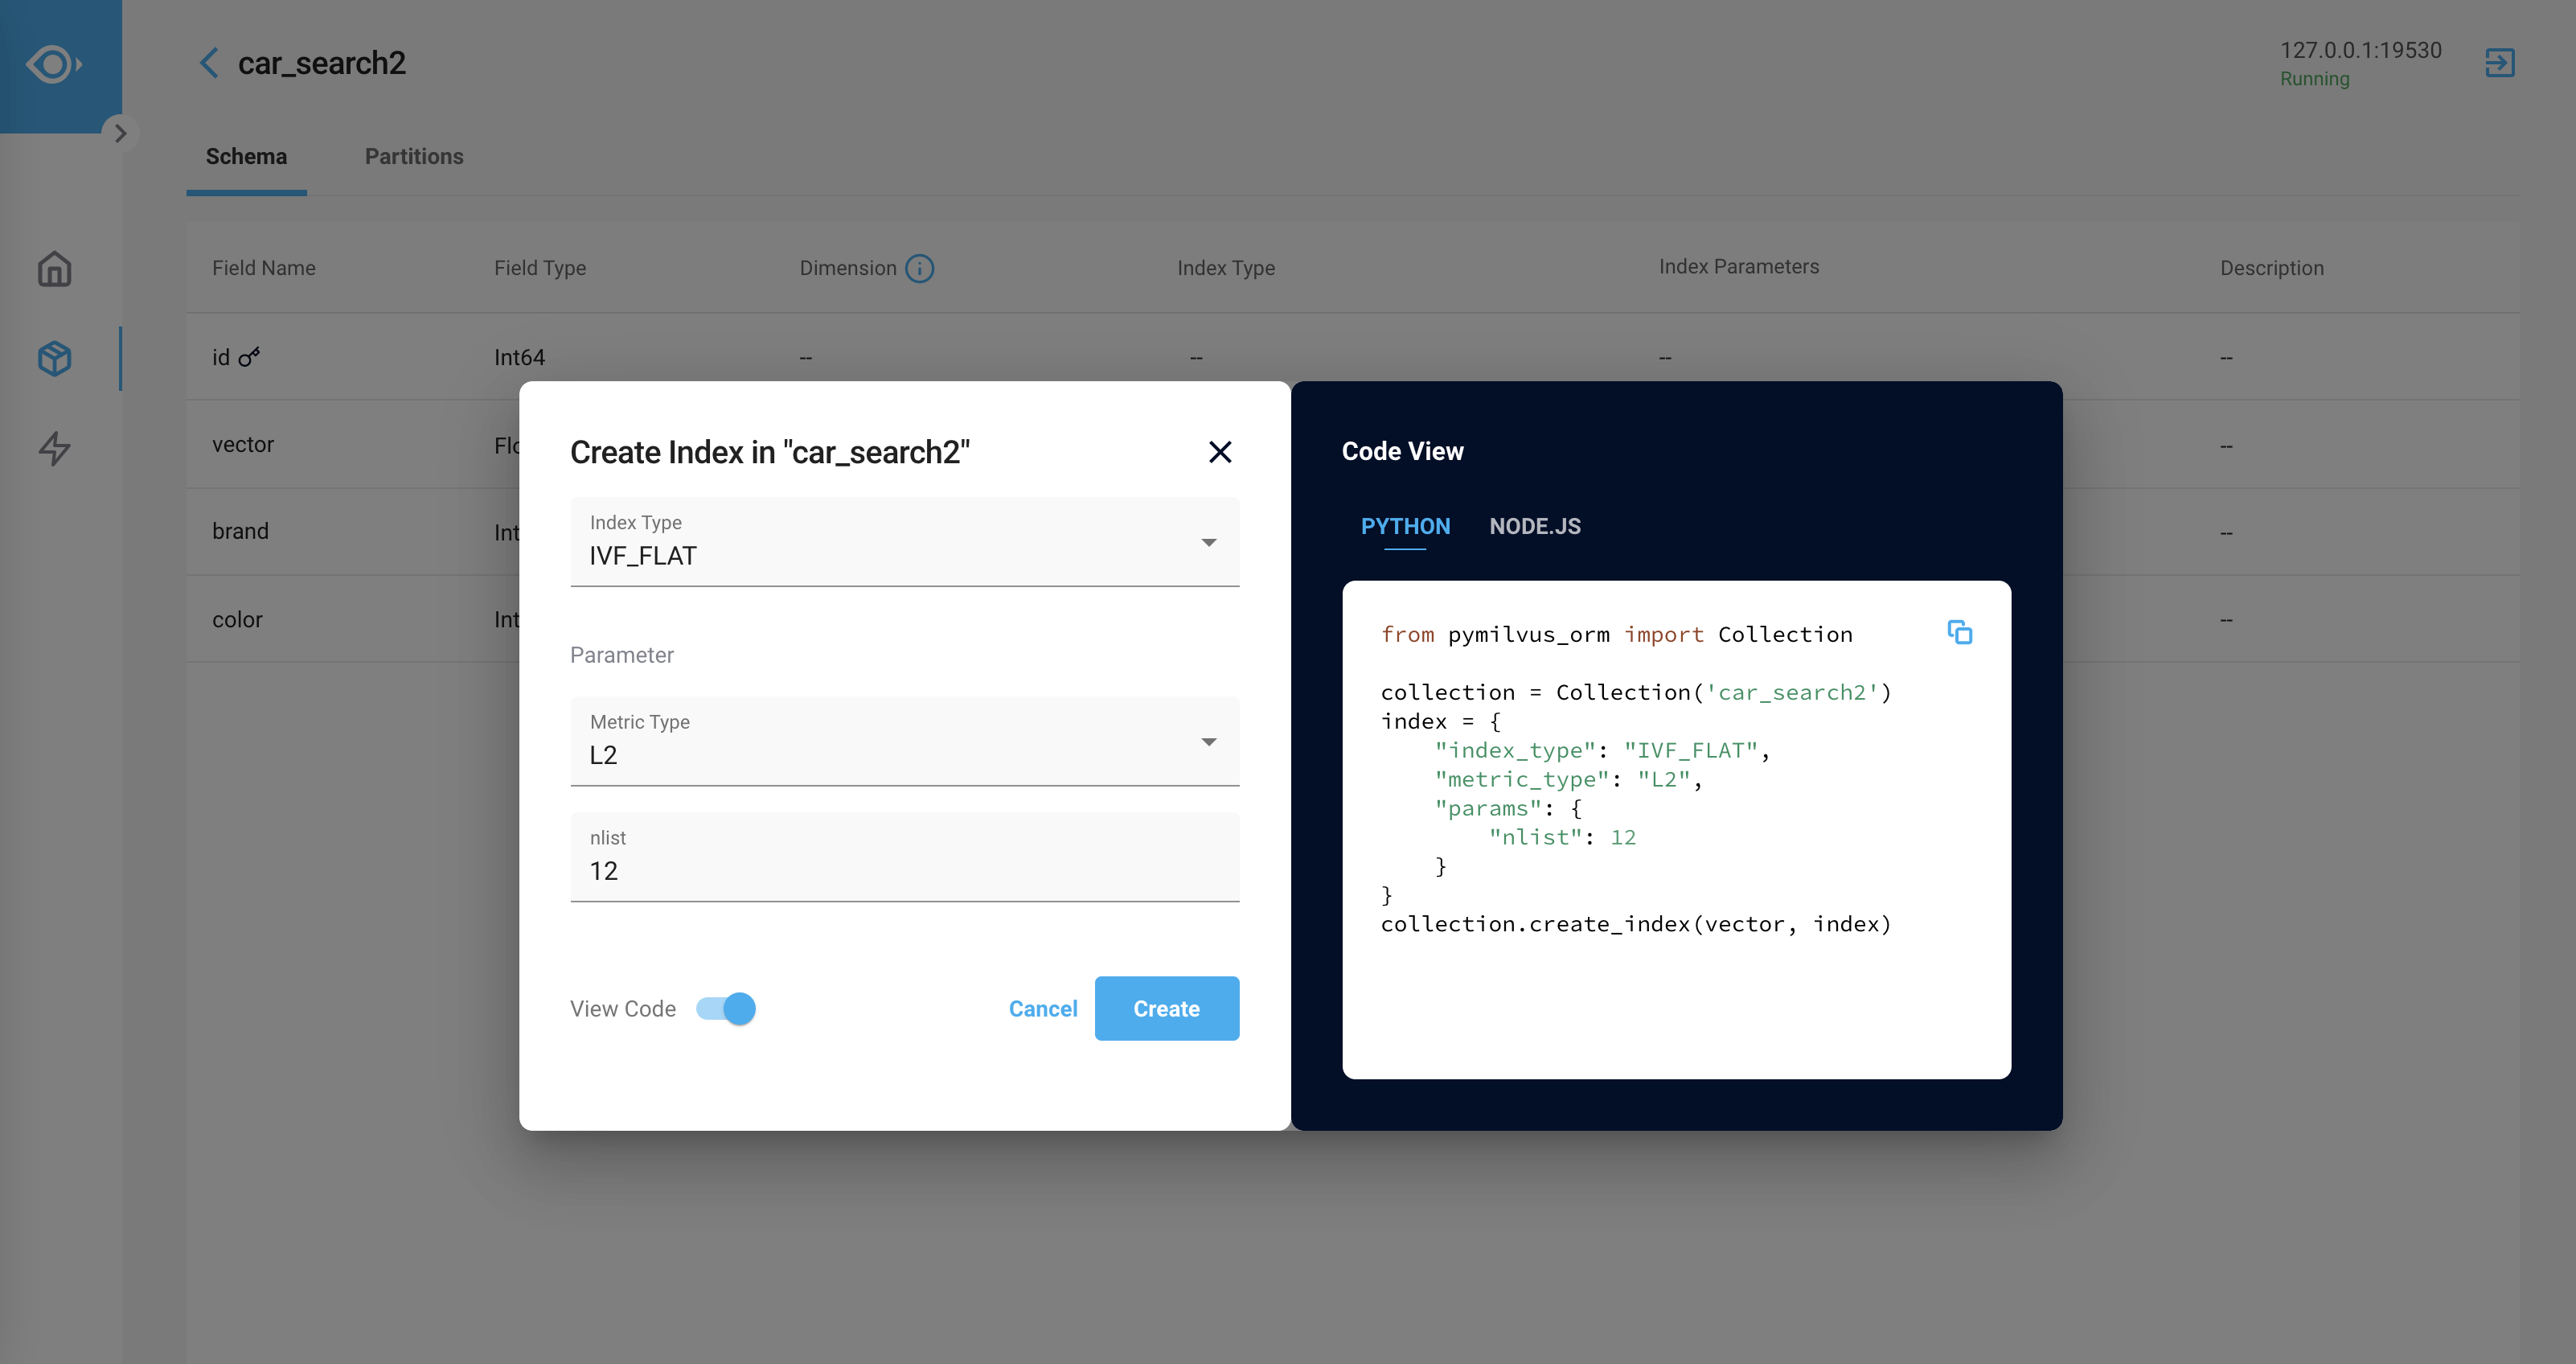 car_search2
127.0.0.1:19530
Running
Schema Partitions
Field Name Field Type Dimension Index Type Index Parameters Description
id Int64 -- -- -- --
vector Flo --
brand Int --
color Int --
Create Index in "car_search2"
Index Type
IVF_FLAT
Parameter
Metric Type
L2
nlist
12
View Code Cancel Create
Code View
PYTHON NODE.JS
from pymilvus_orm import Collection
collection = Collection('car_search2')
index = {
    "index_type": "IVF_FLAT",
    "metric_type": "L2",
    "params": {
        "nlist": 12
    }
}
collection.create_index(vector, index)